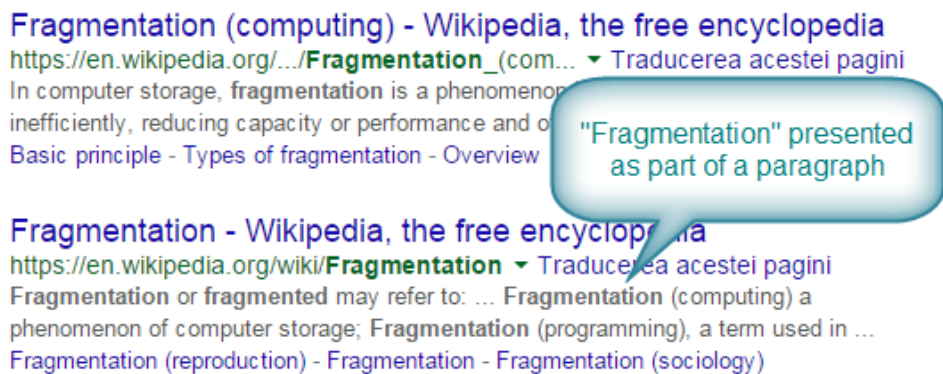 Fragmentation (computing) - Wikipedia, the free encyclopedia
https://en.wikipedia.org/.../Fragmentation_(com... Traducerea acestei pagini
In computer storage, fragmentation is a phenomenon
inefficiently, reducing capacity or performance and
Basic principle - Types of fragmentation - Overview
"Fragmentation" presented
as part of a paragraph
Fragmentation - Wikipedia, the free encyclopedia
https://en.wikipedia.org/wiki/Fragmentation Traducerea acestei pagini
Fragmentation or fragmented may refer to: ... Fragmentation (computing) a
phenomenon of computer storage; Fragmentation (programming), a term used in ...
Fragmentation (reproduction) - Fragmentation - Fragmentation (sociology)